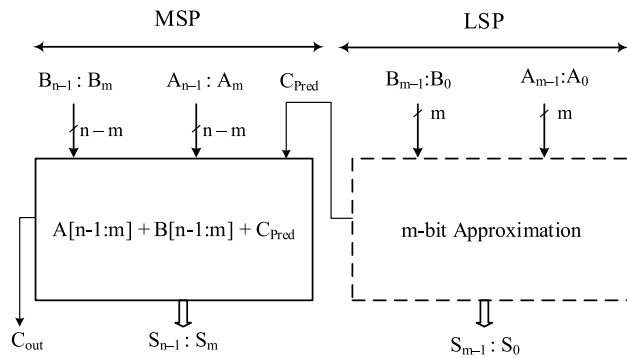 MSP
LSP
Bn–1 : Bm
An–1 : Am
CPred
Bm–1:B0
Am–1:A0
n – m
n – m
m
m
A[n-1:m] + B[n-1:m] + CPred
m-bit Approximation
Cout
Sn–1 : Sm
Sm–1 : S0